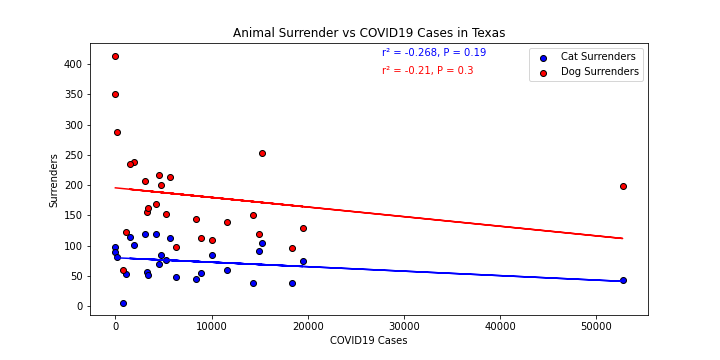 Animal Surrender vs COVID19 Cases in Texas
r² = -0.268, P = 0.19
r² = -0.21, P = 0.3
Cat Surrenders
Dog Surrenders
Surrenders
400
350
300
250
200
150
100
50
0
0 10000 20000 30000 40000 50000
COVID19 Cases